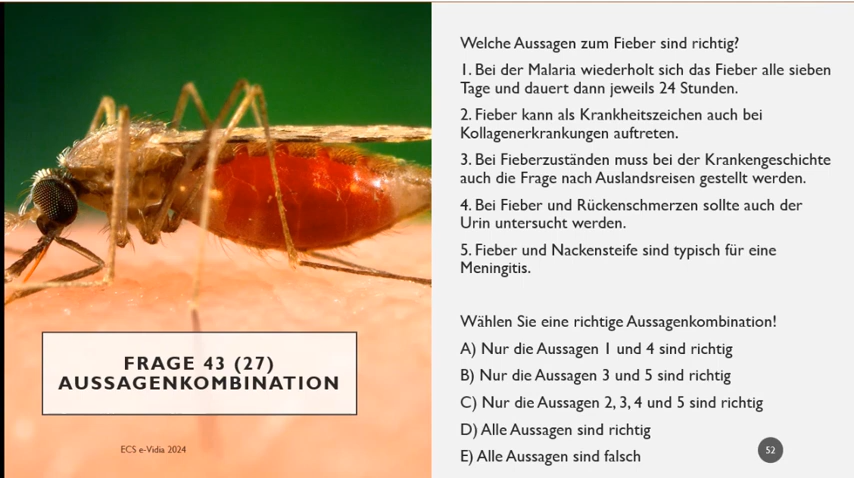 FRAGE 43 (27)
AUSSAGENKOMBINATION
ECS e-Vidia 2024
Welche Aussagen zum Fieber sind richtig?
1. Bei der Malaria wiederholt sich das Fieber alle sieben
Tage und dauert dann jeweils 24 Stunden.
2. Fieber kann als Krankheitszeichen auch bei
Kollagenerkrankungen auftreten.
3. Bei Fieberzuständen muss bei der Krankengeschichte
auch die Frage nach Auslandsreisen gestellt werden.
4. Bei Fieber und Rückenschmerzen sollte auch der
Urin untersucht werden.
5. Fieber und Nackensteife sind typisch für eine
Meningitis.
Wählen Sie eine richtige Aussagenkombination!
A) Nur die Aussagen 1 und 4 sind richtig
B) Nur die Aussagen 3 und 5 sind richtig
C) Nur die Aussagen 2, 3, 4 und 5 sind richtig
D) Alle Aussagen sind richtig
E) Alle Aussagen sind falsch
52